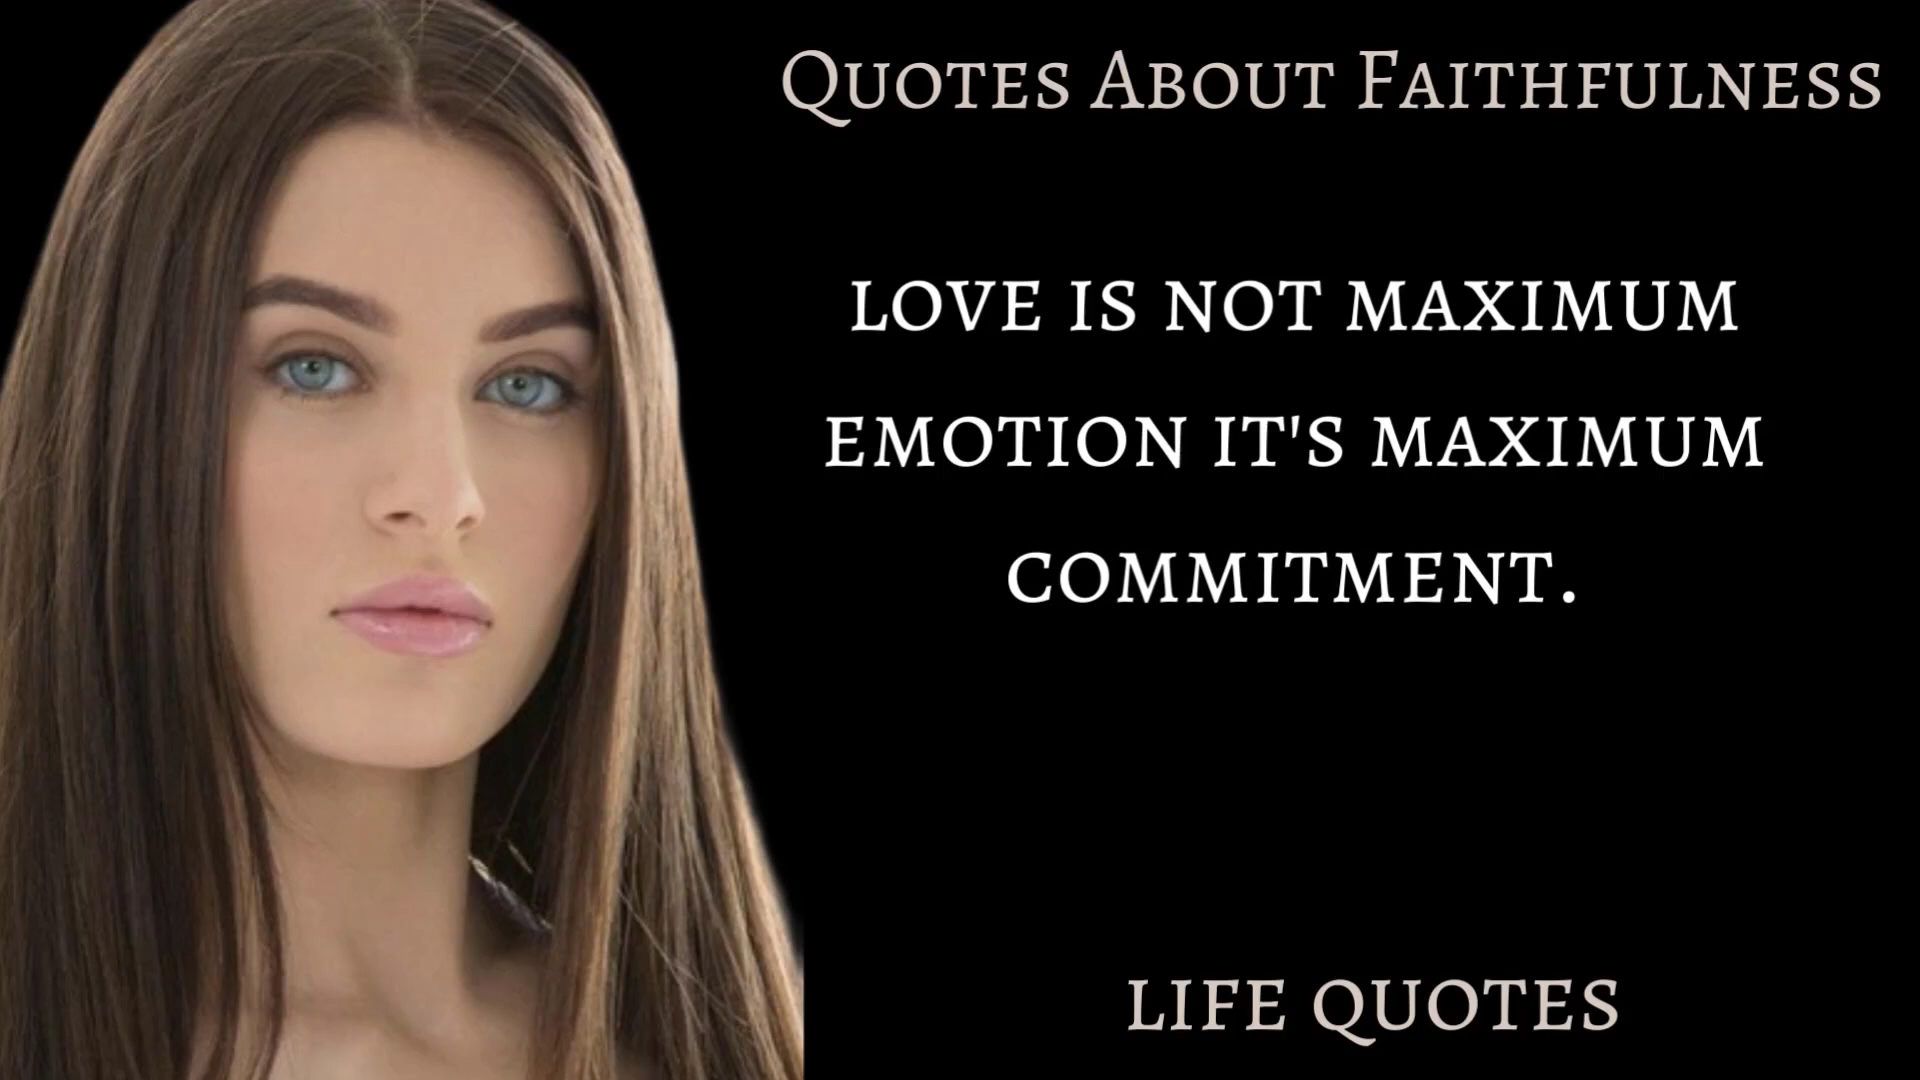 Quotes About Faithfulness
LOVE IS NOT MAXIMUM
EMOTION IT'S MAXIMUM
COMMITMENT.
LIFE QUOTES